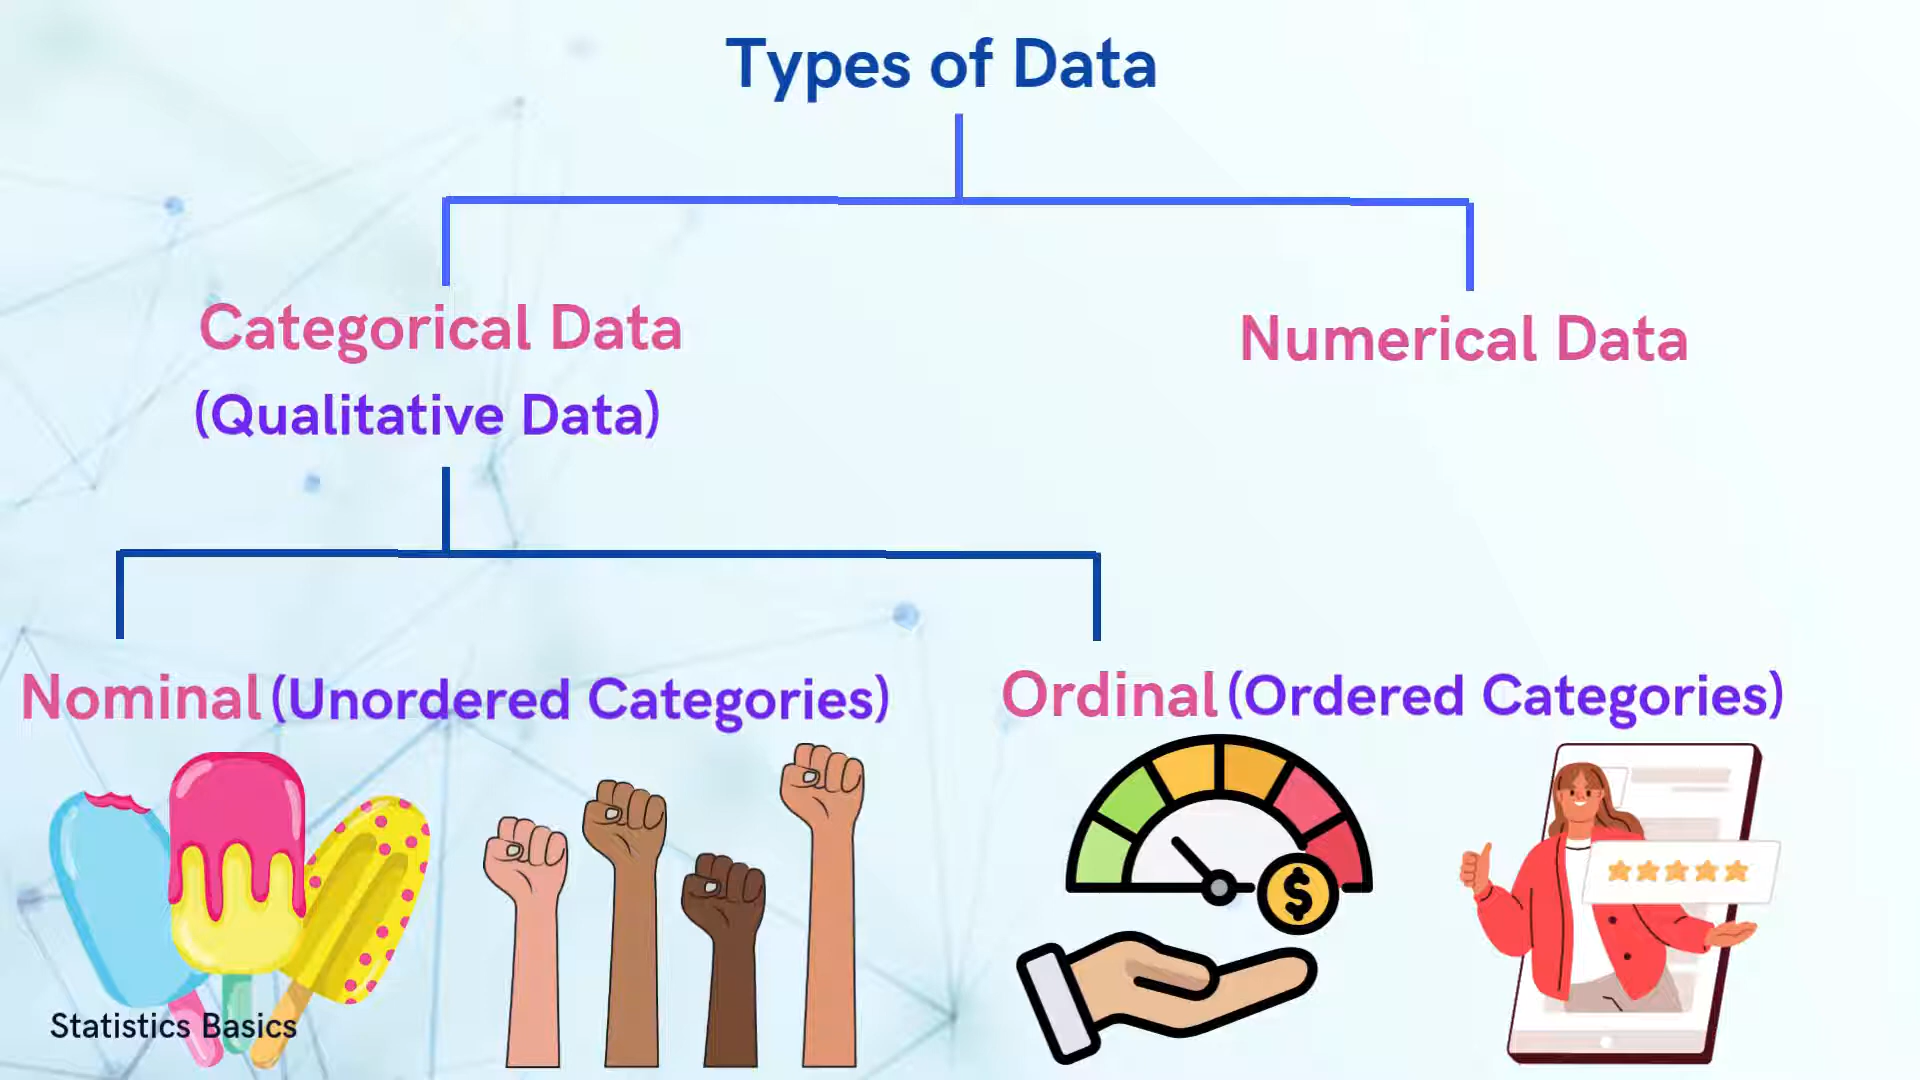 Types of Data
Categorical Data
(Qualitative Data)
Numerical Data
Nominal (Unordered Categories)
Ordinal (Ordered Categories)
$
Statistics Basics